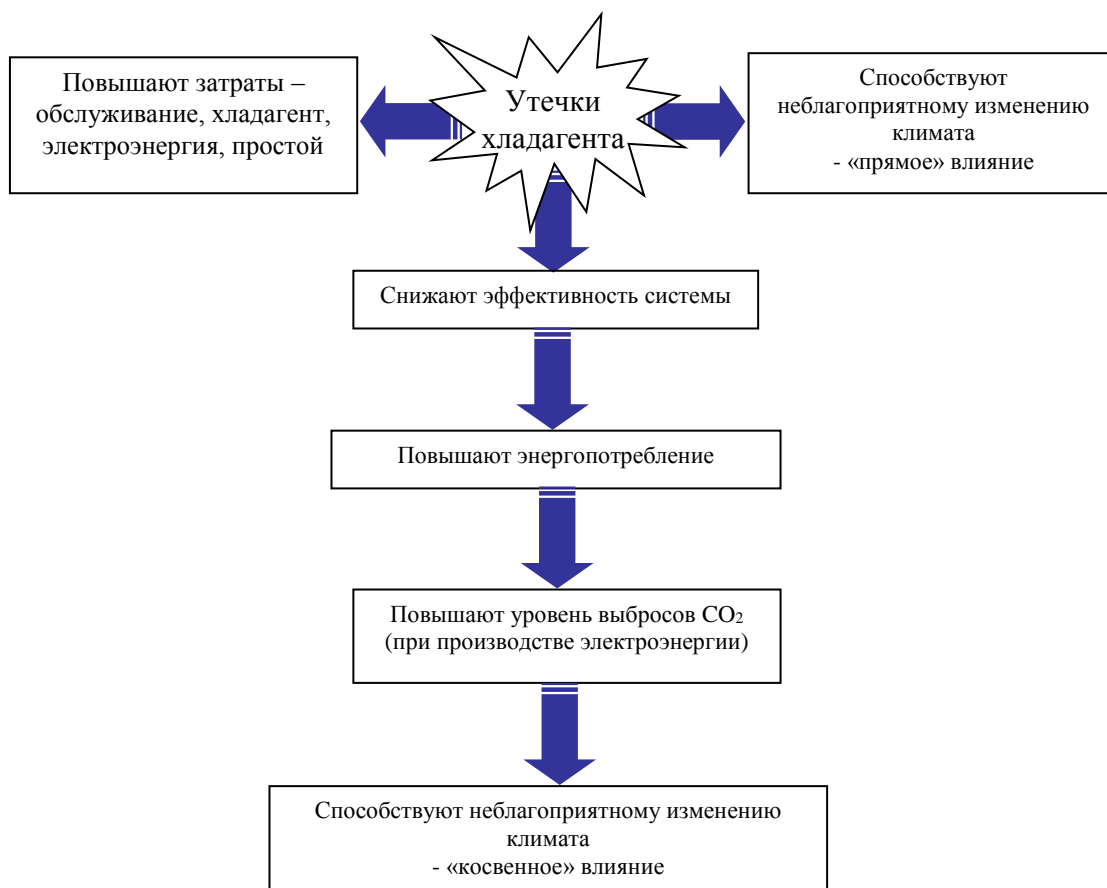 Повышают затраты –
обслуживание, хладагент,
электроэнергия, простой
Утечки
хладагента
Способствуют
неблагоприятному изменению
климата
- «прямое» влияние
Снижают эффективность системы
Повышают энергопотребление
Повышают уровень выбросов CO₂
(при производстве электроэнергии)
Способствуют неблагоприятному изменению
климата
- «косвенное» влияние